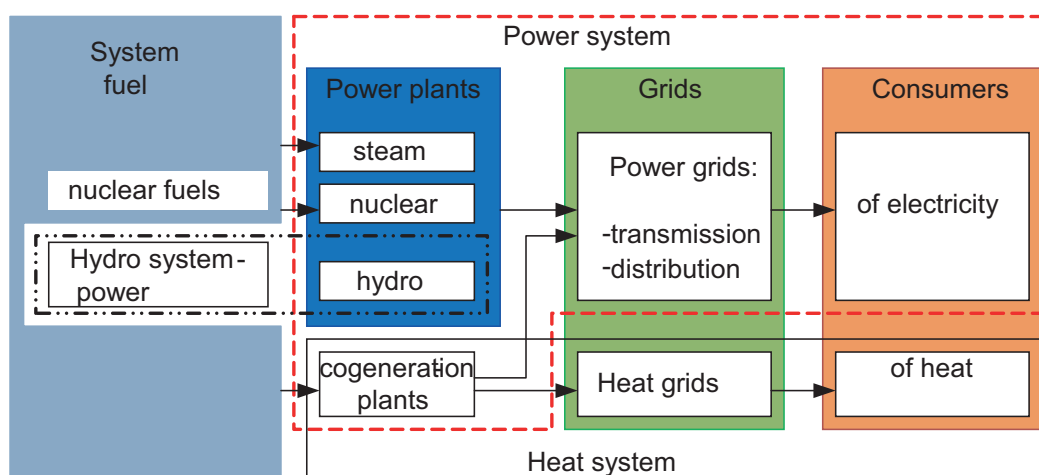 System
fuel
nuclear fuels
Hydro system-
power
Power system
Power plants
steam
nuclear
hydro
cogeneration-
plants
Grids
Power grids:
-transmission
-distribution
Heat grids
Consumers
of electricity
of heat
Heat system